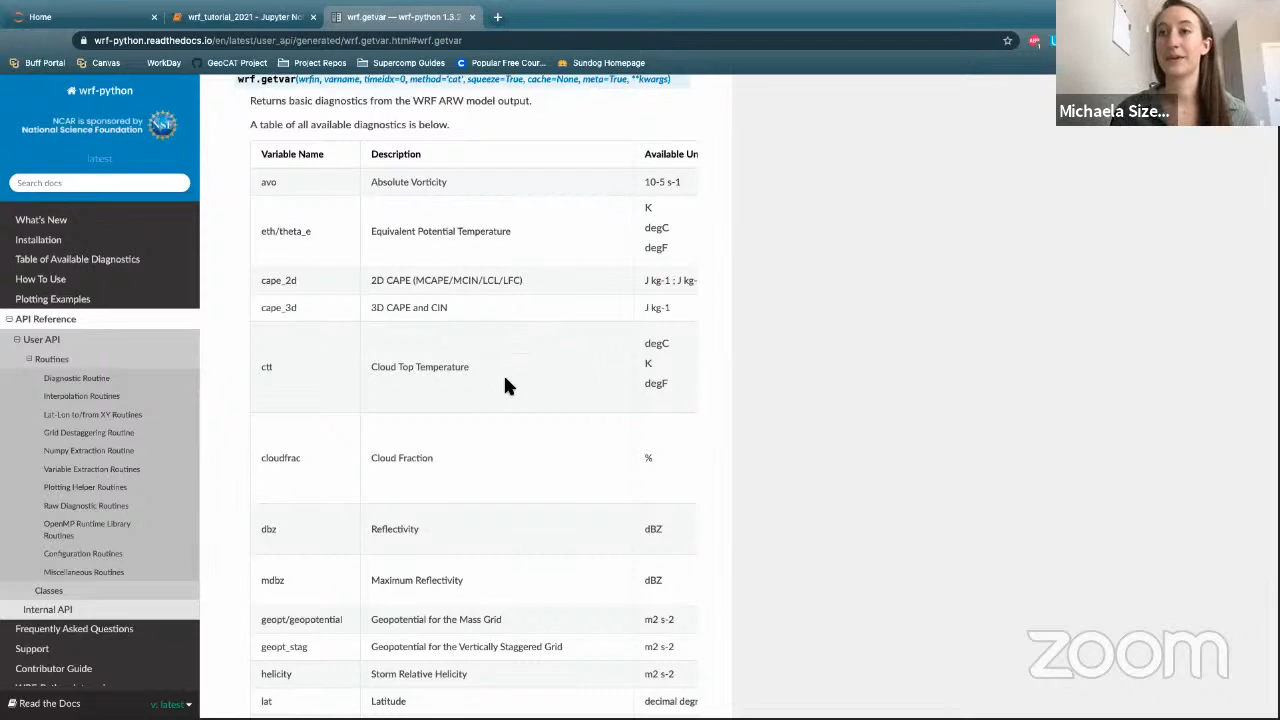 Home
wrf_tutorial_2021 - Jupyter No
wrf.getvar — wrf-python 1.3.2
wrf-python.readthedocs.io/en/latest/user_api/generated/wrf.getvar.html#wrf.getvar
Buff Portal
Canvas
WorkDay
GeoCAT Project
Project Repos
Supercomp Guides
Popular Free Cour...
Sundog Homepage
Michaela Size...
wrf-python
NCAR is sponsored by
National Science Foundation
NSF
latest
Search docs
What's New
Installation
Table of Available Diagnostics
How To Use
Plotting Examples
API Reference
User API
Routines
Diagnostic Routine
Interpolation Routines
Lat-Lon to/from XY Routines
Grid Destaggering Routine
Numpy Extraction Routine
Variable Extraction Routines
Plotting Helper Routines
Raw Diagnostic Routines
OpenMP Runtime Library
Routines
Configuration Routines
Miscellaneous Routines
Classes
Internal API
Frequently Asked Questions
Support
Contributor Guide
Read the Docs
v: latest
wrf.getvar(wrfin, varname, timeidx=0, method='cat', squeeze=True, cache=None, meta=True, **kwargs)
Returns basic diagnostics from the WRF ARW model output.
A table of all available diagnostics is below.
Variable Name Description Available Un
avo Absolute Vorticity 10-5 s-1
K
eth/theta_e Equivalent Potential Temperature degC
degF
cape_2d 2D CAPE (MCAPE/MCIN/LCL/LFC) J kg-1 ; J kg-
cape_3d 3D CAPE and CIN J kg-1
degC
ctt Cloud Top Temperature K
degF
cloudfrac Cloud Fraction %
dbz Reflectivity dBZ
mdbz Maximum Reflectivity dBZ
geopt/geopotential Geopotential for the Mass Grid m2 s-2
geopt_stag Geopotential for the Vertically Staggered Grid m2 s-2
helicity Storm Relative Helicity m2 s-2
lat Latitude decimal degr
zoom